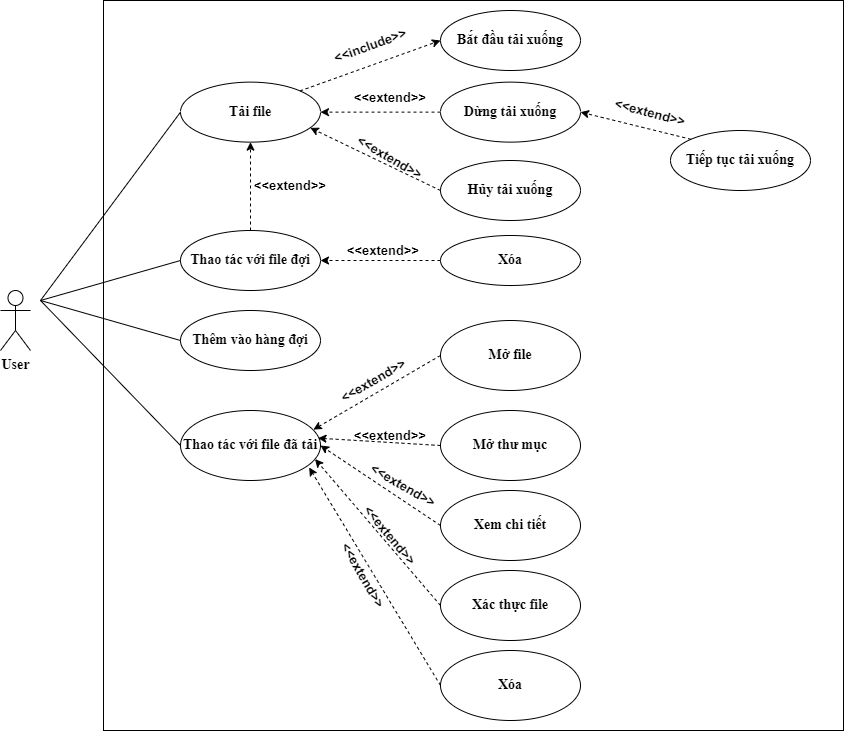 <<include>>
Bắt đầu tải xuống
Tải file
<<extend>>
Dừng tải xuống
<<extend>>
Tiếp tục tải xuống
<<extend>>
Hủy tải xuống
<<extend>>
Thao tác với file đợi
<<extend>>
Xóa
User
Thêm vào hàng đợi
<<extend>>
Mở file
Thao tác với file đã tải
<<extend>>
Mở thư mục
<<extend>>
Xem chi tiết
<<extend>>
Xác thực file
<<extend>>
Xóa